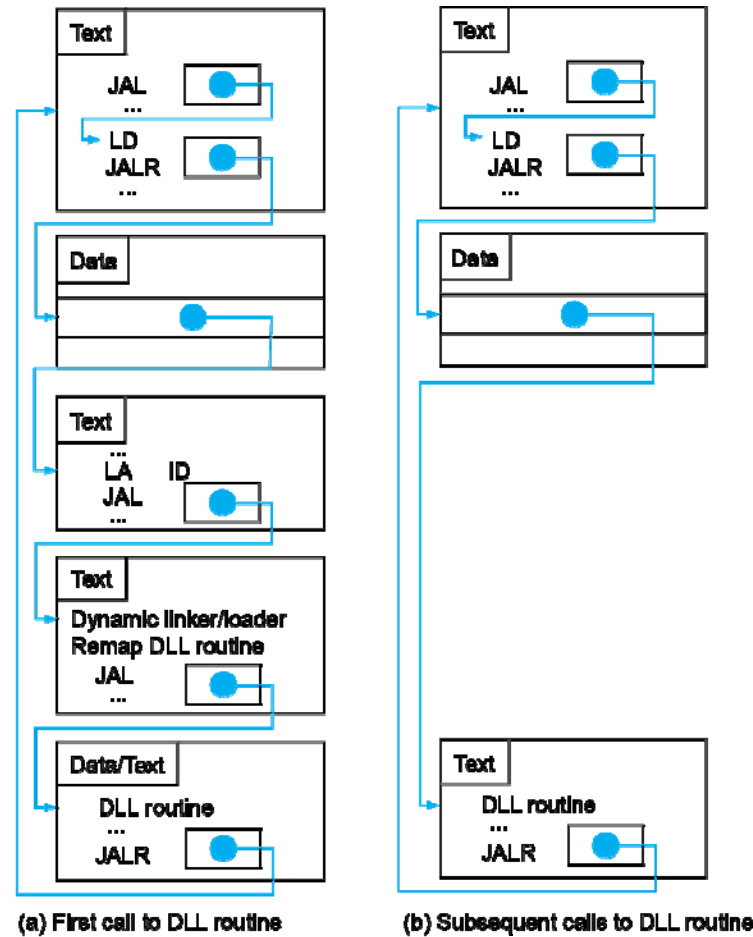 Text
JAL
...
LD
JALR
...
Data
Text
...
LA ID
JAL
...
Text
Dynamic linker/loader
Remap DLL routine
JAL
...
Data/Text
DLL routine
...
JALR
(a) First call to DLL routine
Text
JAL
...
LD
JALR
...
Data
Text
DLL routine
...
JALR
(b) Subsequent calls to DLL routine